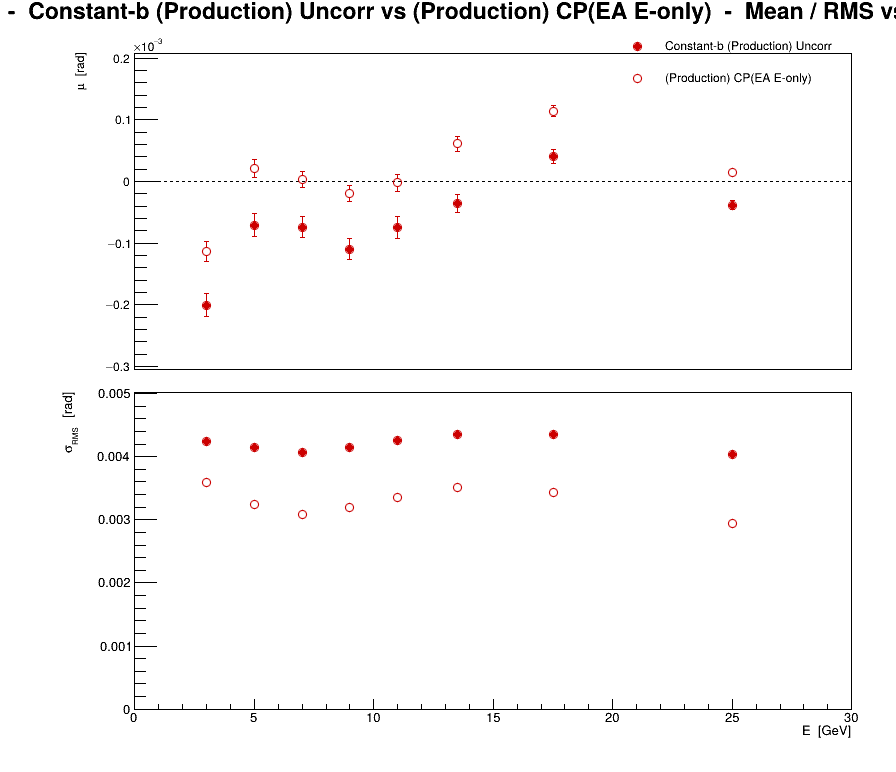 - Constant-b (Production) Uncorr vs (Production) CP(EA E-only) - Mean / RMS vs
×10⁻³
Constant-b (Production) Uncorr
(Production) CP(EA E-only)
μ [rad]
0.2
0.1
0
−0.1
−0.2
−0.3
σRMS [rad]
0.005
0.004
0.003
0.002
0.001
0
0 5 10 15 20 25 30
E [GeV]